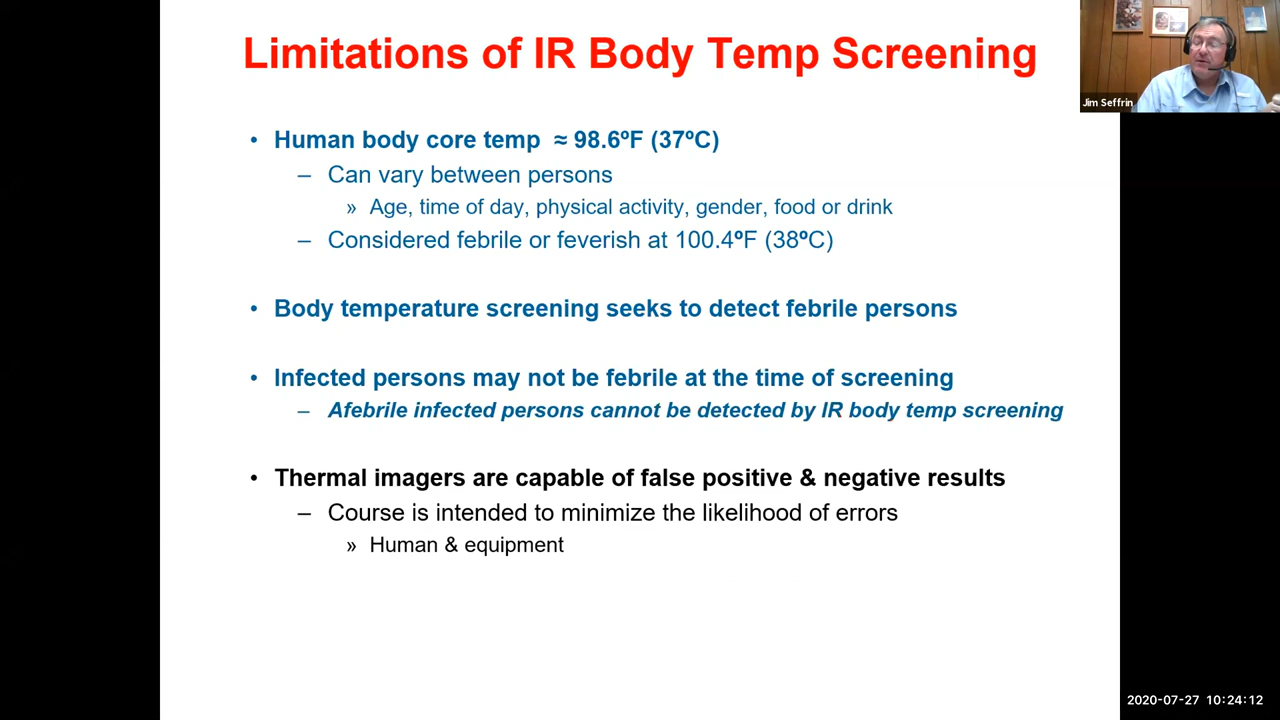 Limitations of IR Body Temp Screening
Jim Seffrin
• Human body core temp ≈ 98.6ºF (37ºC)
– Can vary between persons
» Age, time of day, physical activity, gender, food or drink
– Considered febrile or feverish at 100.4ºF (38ºC)
• Body temperature screening seeks to detect febrile persons
• Infected persons may not be febrile at the time of screening
– Afebrile infected persons cannot be detected by IR body temp screening
• Thermal imagers are capable of false positive & negative results
– Course is intended to minimize the likelihood of errors
» Human & equipment
2020-07-27 10:24:12